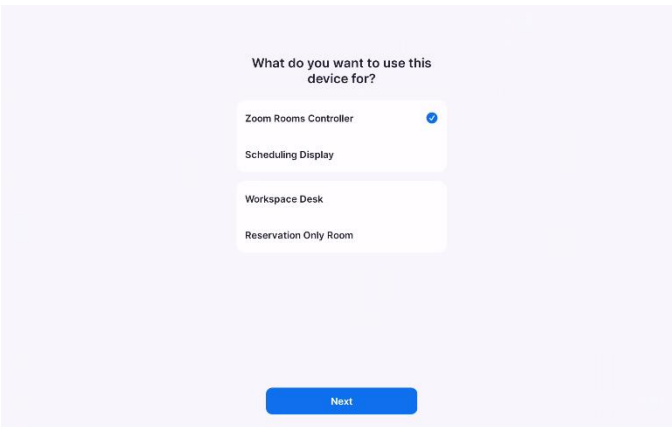 What do you want to use this
device for?
Zoom Rooms Controller
Scheduling Display
Workspace Desk
Reservation Only Room
Next